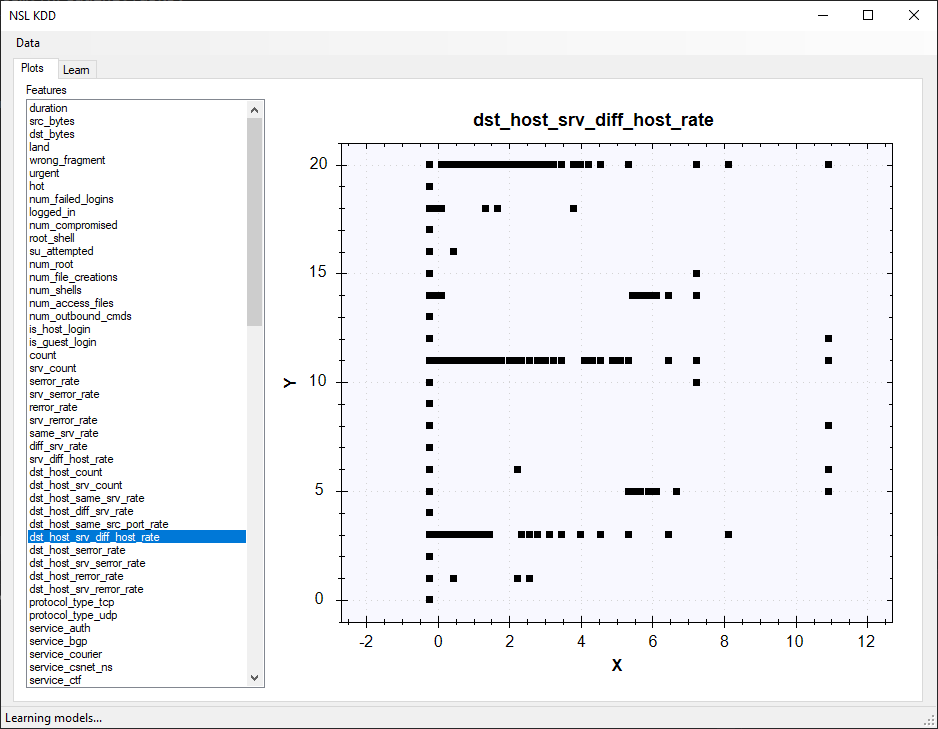 NSL KDD
Data
Plots
Learn
Features
duration
src_bytes
dst_bytes
land
wrong_fragment
urgent
hot
num_failed_logins
logged_in
num_compromised
root_shell
su_attempted
num_root
num_file_creations
num_shells
num_access_files
num_outbound_cmds
is_host_login
is_guest_login
count
srv_count
serror_rate
srv_serror_rate
rerror_rate
srv_rerror_rate
same_srv_rate
diff_srv_rate
srv_diff_host_rate
dst_host_count
dst_host_srv_count
dst_host_same_srv_rate
dst_host_diff_srv_rate
dst_host_same_src_port_rate
dst_host_srv_diff_host_rate
dst_host_serror_rate
dst_host_srv_serror_rate
dst_host_rerror_rate
dst_host_srv_rerror_rate
protocol_type_tcp
protocol_type_udp
service_auth
service_bgp
service_courier
service_csnet_ns
service_ctf
dst_host_srv_diff_host_rate
20
15
10
5
0
Y
-2 0 2 4 6 8 10 12
X
Learning models...